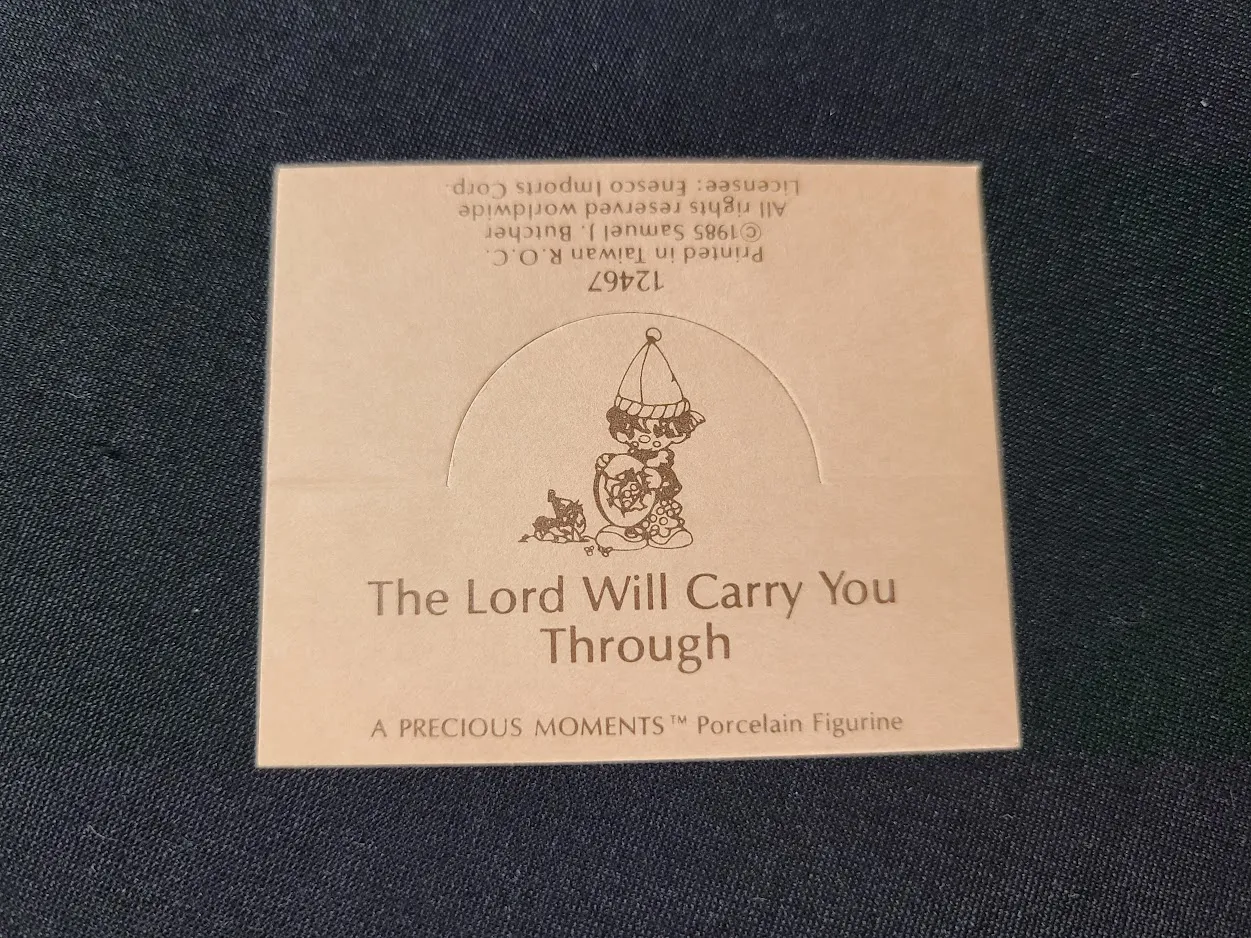 12467
Printed in Taiwan R.O.C.
©1985 Samuel J. Butcher
All rights reserved worldwide
Licensee: Enesco Imports Corp.
The Lord Will Carry You
Through
A PRECIOUS MOMENTS™ Porcelain Figurine